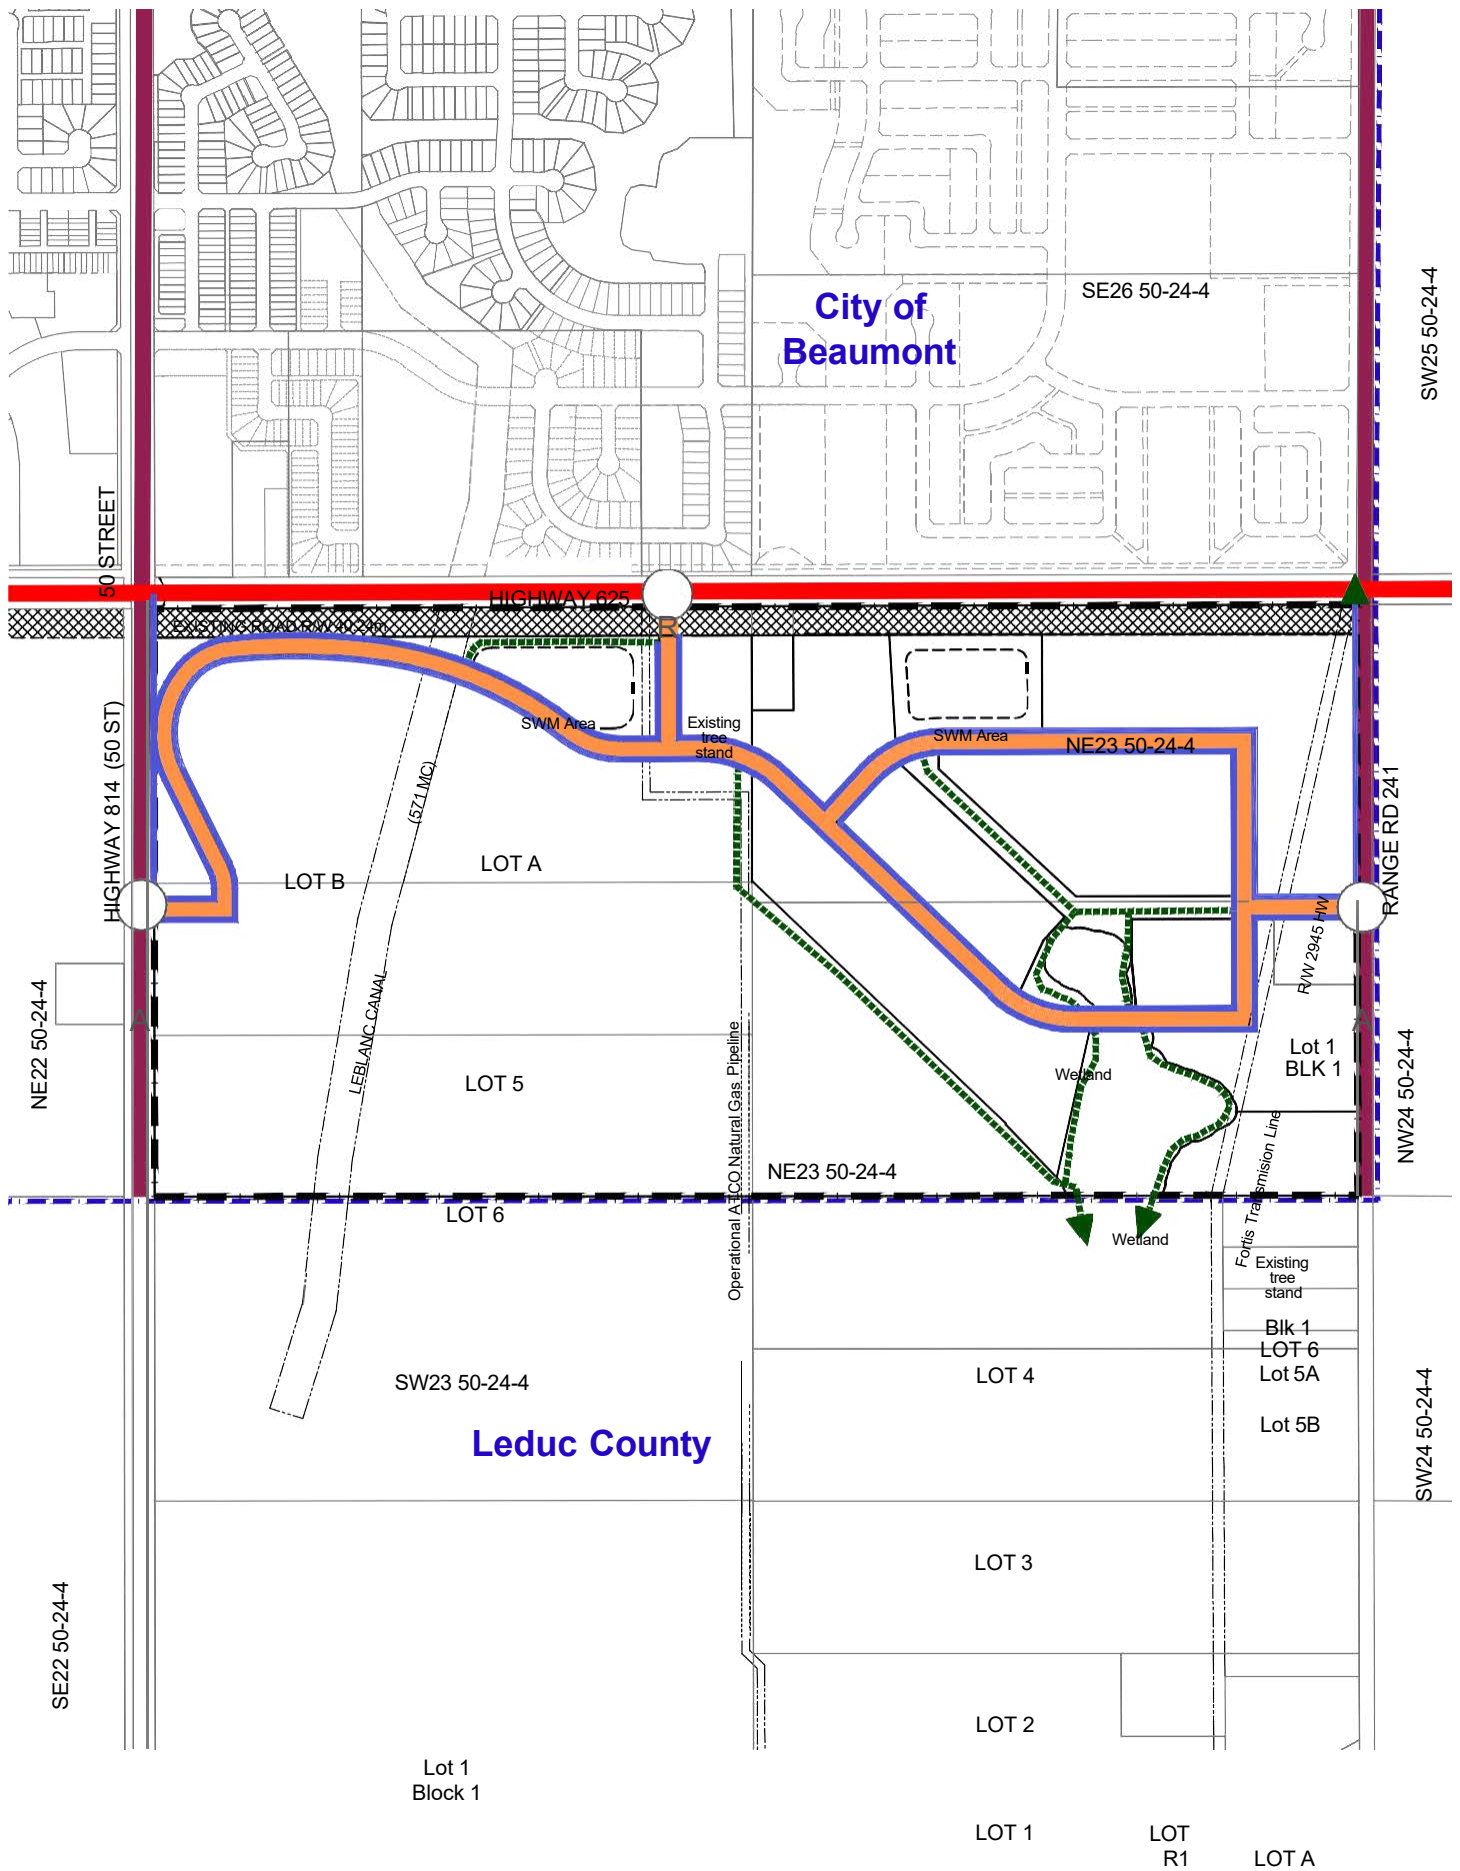 SE26 50-24-4
City of
Beaumont
SW25 50-24-4
50 STREET
HIGHWAY 625
EXISTING ROAD R/W 40.24m
R
SWM Area
Existing
tree
stand
SWM Area
NE23 50-24-4
HIGHWAY 814 (50 ST)
(571 MC)
RANGE RD 241
LOT A
LOT B
R/W 2945 HW
NE22 50-24-4
A
LEBLANC CANAL
A
Lot 1
BLK 1
NW24 50-24-4
LOT 5
Wetland
Operational ATCO Natural Gas Pipeline
NE23 50-24-4
Fortis Transmision Line
LOT 6
Wetland
Existing
tree
stand
Blk 1
LOT 6
Lot 5A
SW23 50-24-4
LOT 4
Lot 5B
SW24 50-24-4
Leduc County
LOT 3
SE22 50-24-4
LOT 2
Lot 1
Block 1
LOT 1
LOT
R1
LOT A